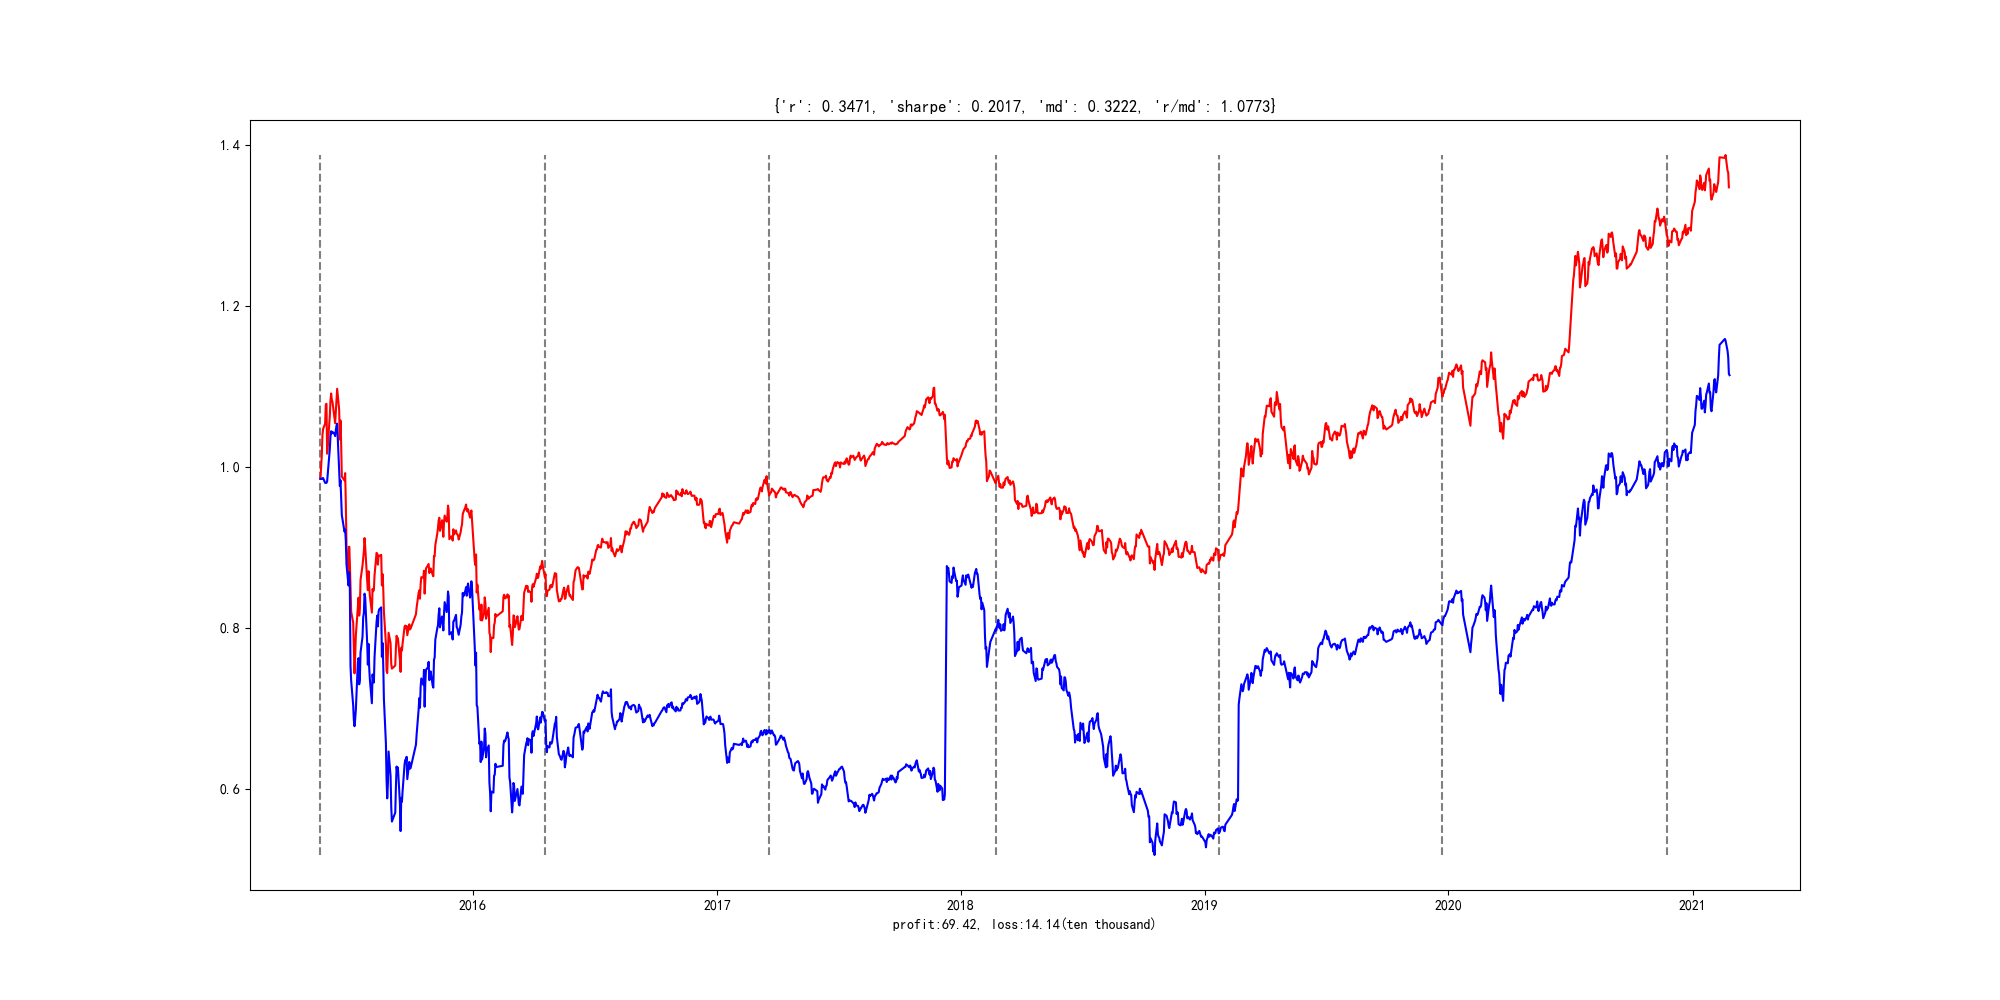 {'r': 0.3471, 'sharpe': 0.2017, 'md': 0.3222, 'r/md': 1.0773}
1.4
1.2
1.0
0.8
0.6
2016 2017 2018 2019 2020 2021
profit:69.42, loss:14.14(ten thousand)